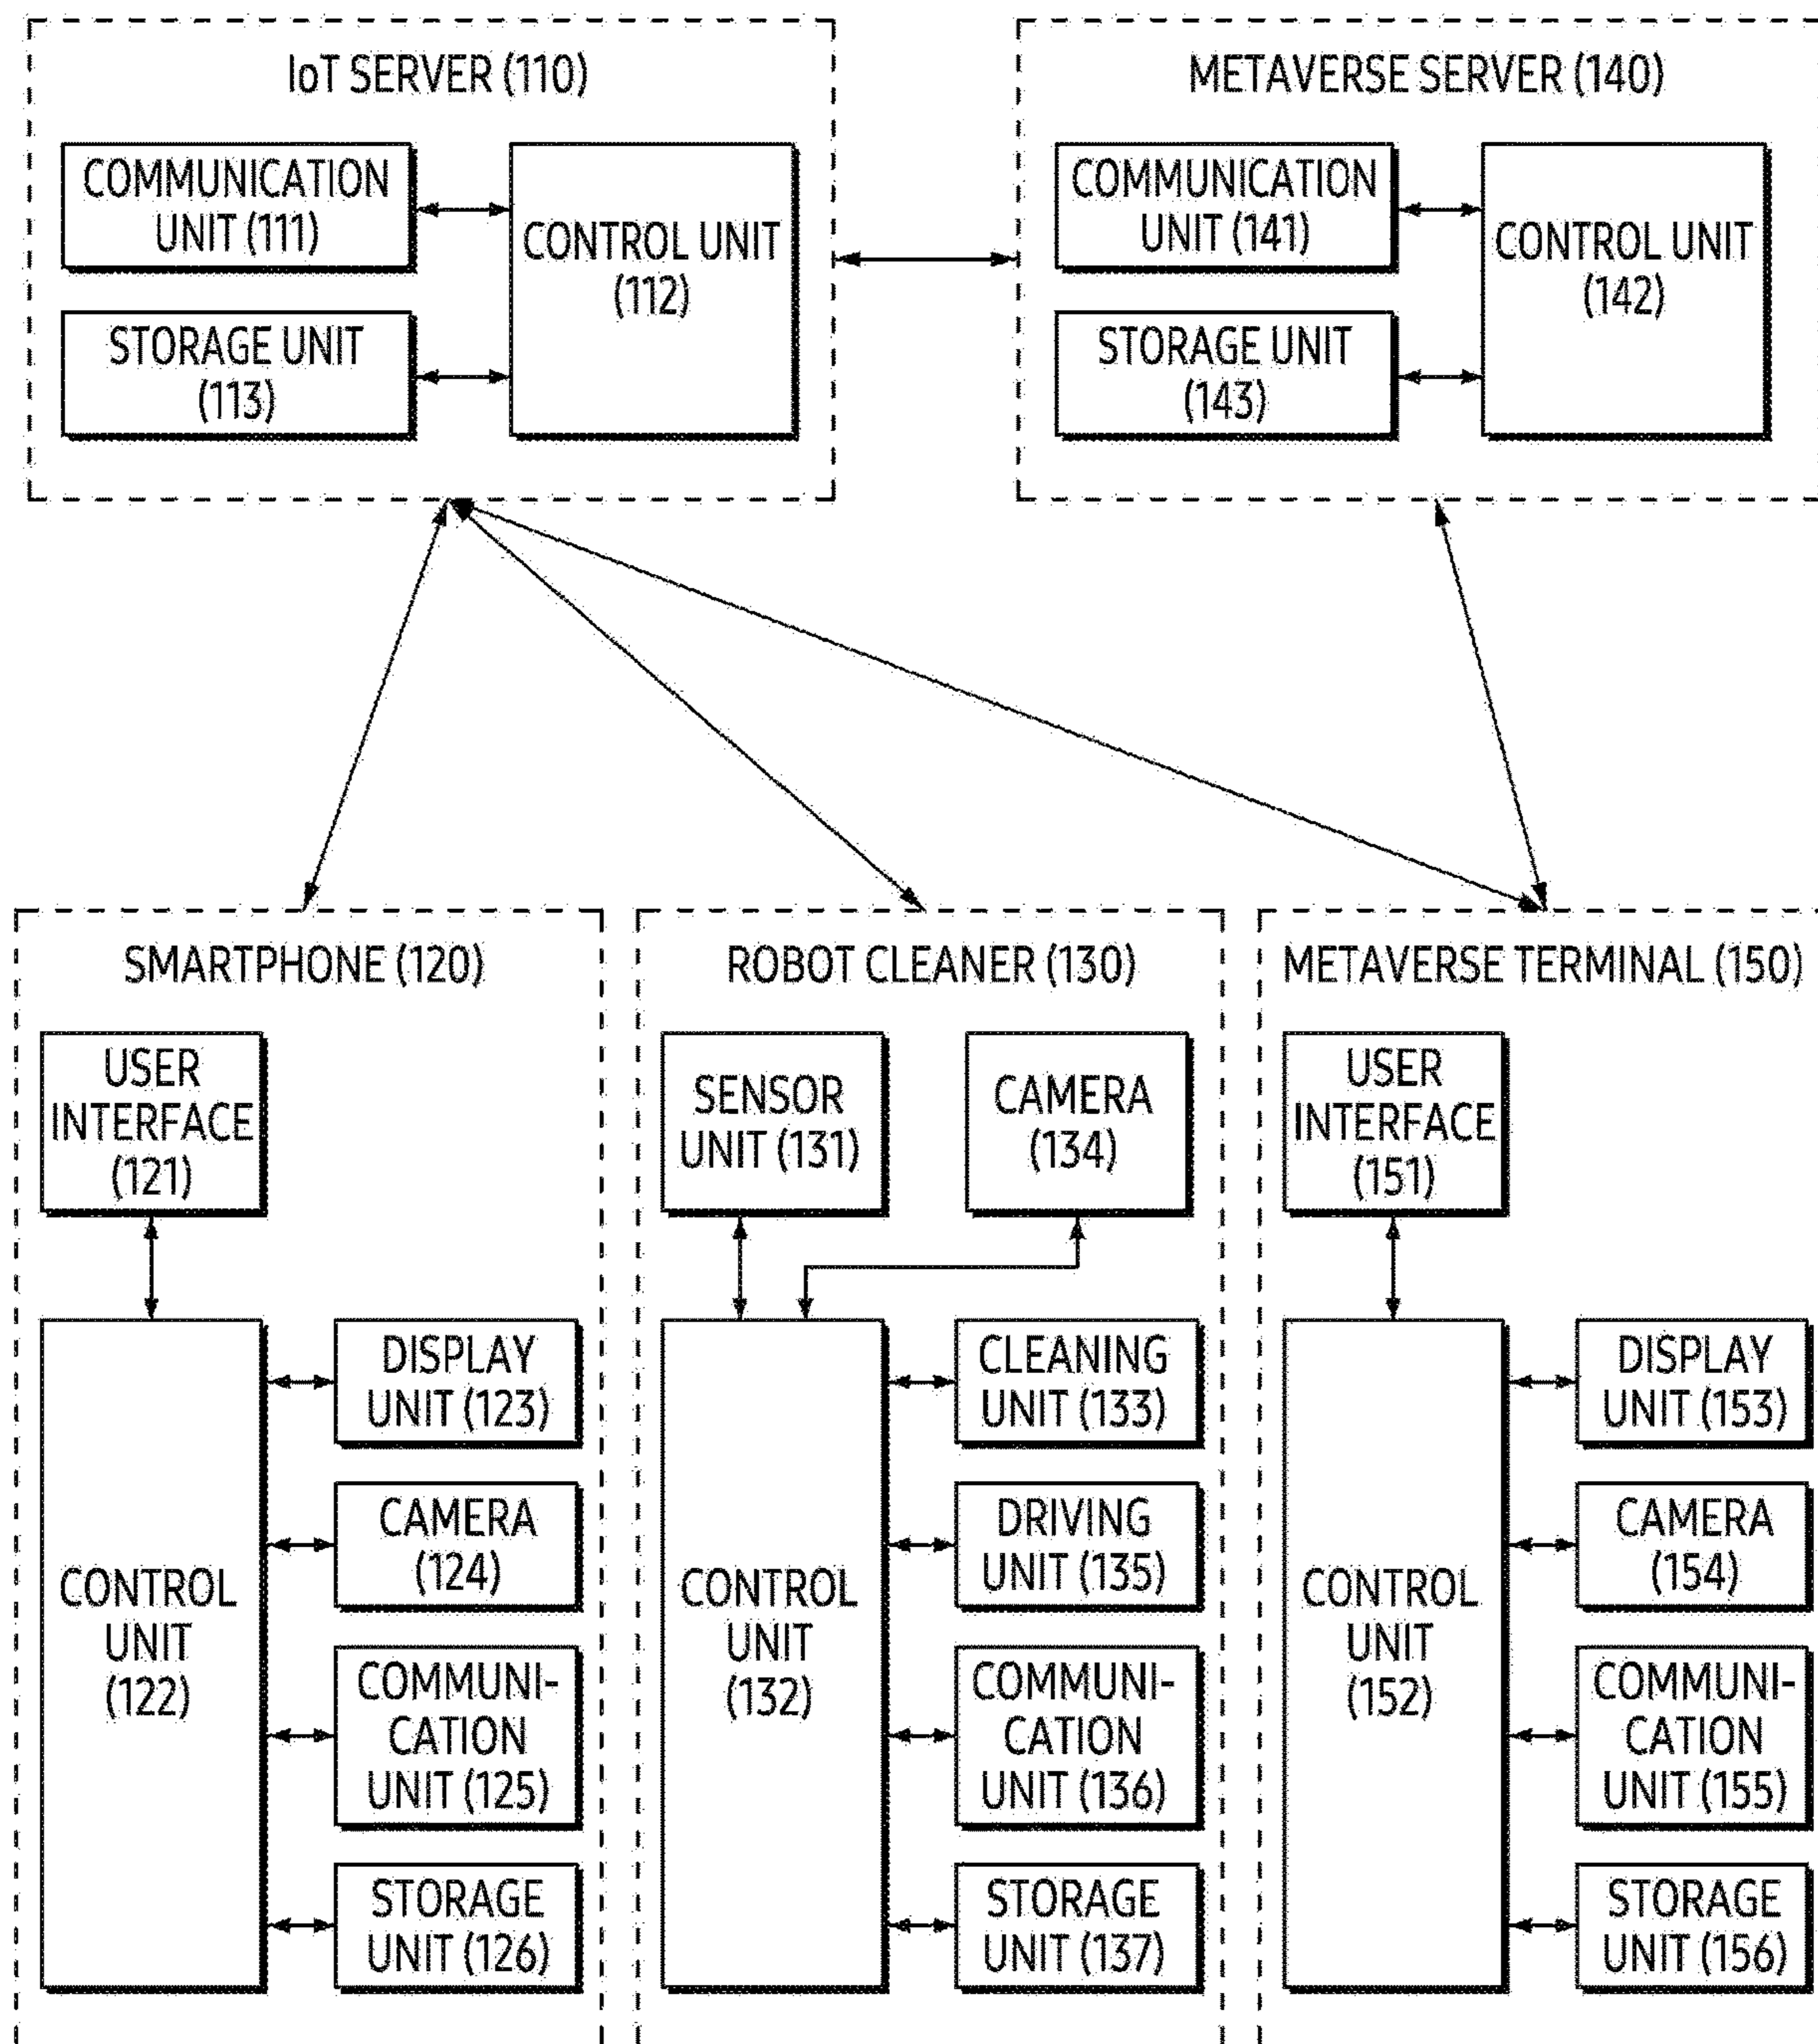 IoT SERVER (110)
COMMUNICATION
UNIT (111)
CONTROL UNIT
(112)
STORAGE UNIT
(113)
METAVERSE SERVER (140)
COMMUNICATION
UNIT (141)
CONTROL UNIT
(142)
STORAGE UNIT
(143)
SMARTPHONE (120)
USER
INTERFACE
(121)
CONTROL
UNIT
(122)
DISPLAY
UNIT (123)
CAMERA
(124)
COMMUNI-
CATION
UNIT (125)
STORAGE
UNIT (126)
ROBOT CLEANER (130)
SENSOR
UNIT (131)
CAMERA
(134)
CONTROL
UNIT
(132)
CLEANING
UNIT (133)
DRIVING
UNIT (135)
COMMUNI-
CATION
UNIT (136)
STORAGE
UNIT (137)
METAVERSE TERMINAL (150)
USER
INTERFACE
(151)
CONTROL
UNIT
(152)
DISPLAY
UNIT (153)
CAMERA
(154)
COMMUNI-
CATION
UNIT (155)
STORAGE
UNIT (156)